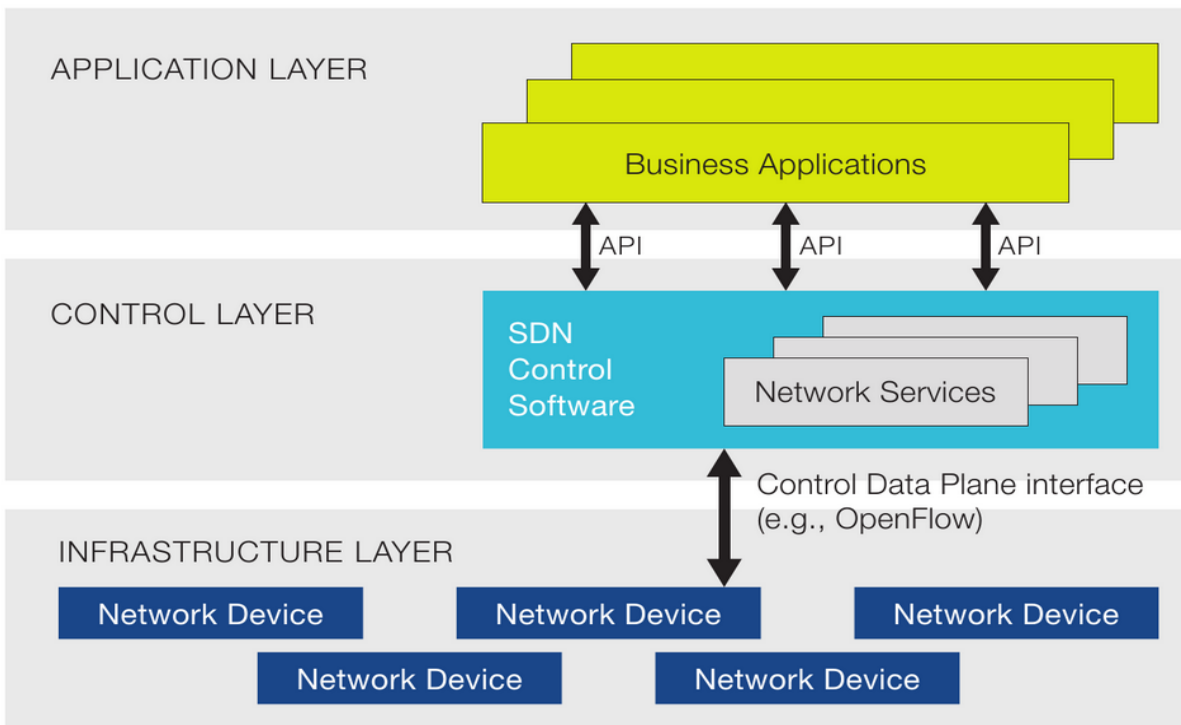 APPLICATION LAYER
Business Applications
API
API
API
CONTROL LAYER
SDN
Control
Software
Network Services
Control Data Plane interface
(e.g., OpenFlow)
INFRASTRUCTURE LAYER
Network Device
Network Device
Network Device
Network Device
Network Device